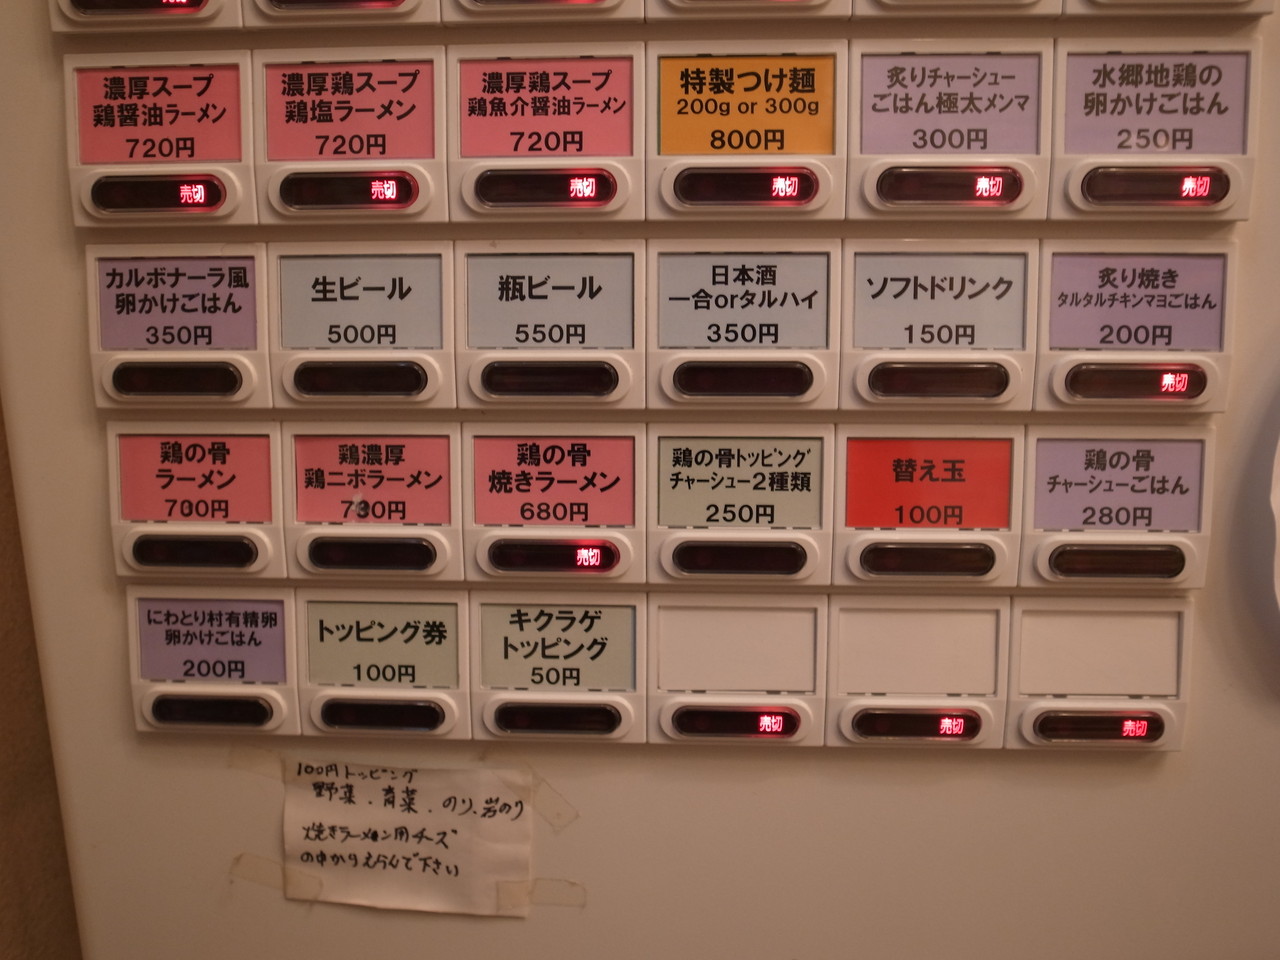 濃厚スープ
鶏醤油ラーメン
720円
売切
濃厚鶏スープ
鶏塩ラーメン
720円
売切
濃厚鶏スープ
鶏魚介醤油ラーメン
720円
売切
特製つけ麺
200g or 300g
800円
売切
炙りチャーシュー
ごはん極太メンマ
300円
売切
水郷地鶏の
卵かけごはん
250円
売切
カルボナーラ風
卵かけごはん
350円
生ビール
500円
瓶ビール
550円
日本酒
一合orタルハイ
350円
ソフトドリンク
150円
炙り焼き
タルタルチキンマヨごはん
200円
売切
鶏の骨
ラーメン
700円
鶏濃厚
鶏ニボラーメン
730円
鶏の骨
焼きラーメン
680円
売切
鶏の骨トッピング
チャーシュー2種類
250円
替え玉
100円
鶏の骨
チャーシューごはん
280円
にわとり村有精卵
卵かけごはん
200円
トッピング券
100円
キクラゲ
トッピング
50円
売切
売切
売切
100円トッピング
野菜、青菜、のり、岩のり
焼きラーメン用チーズ
の中からえらんで下さい